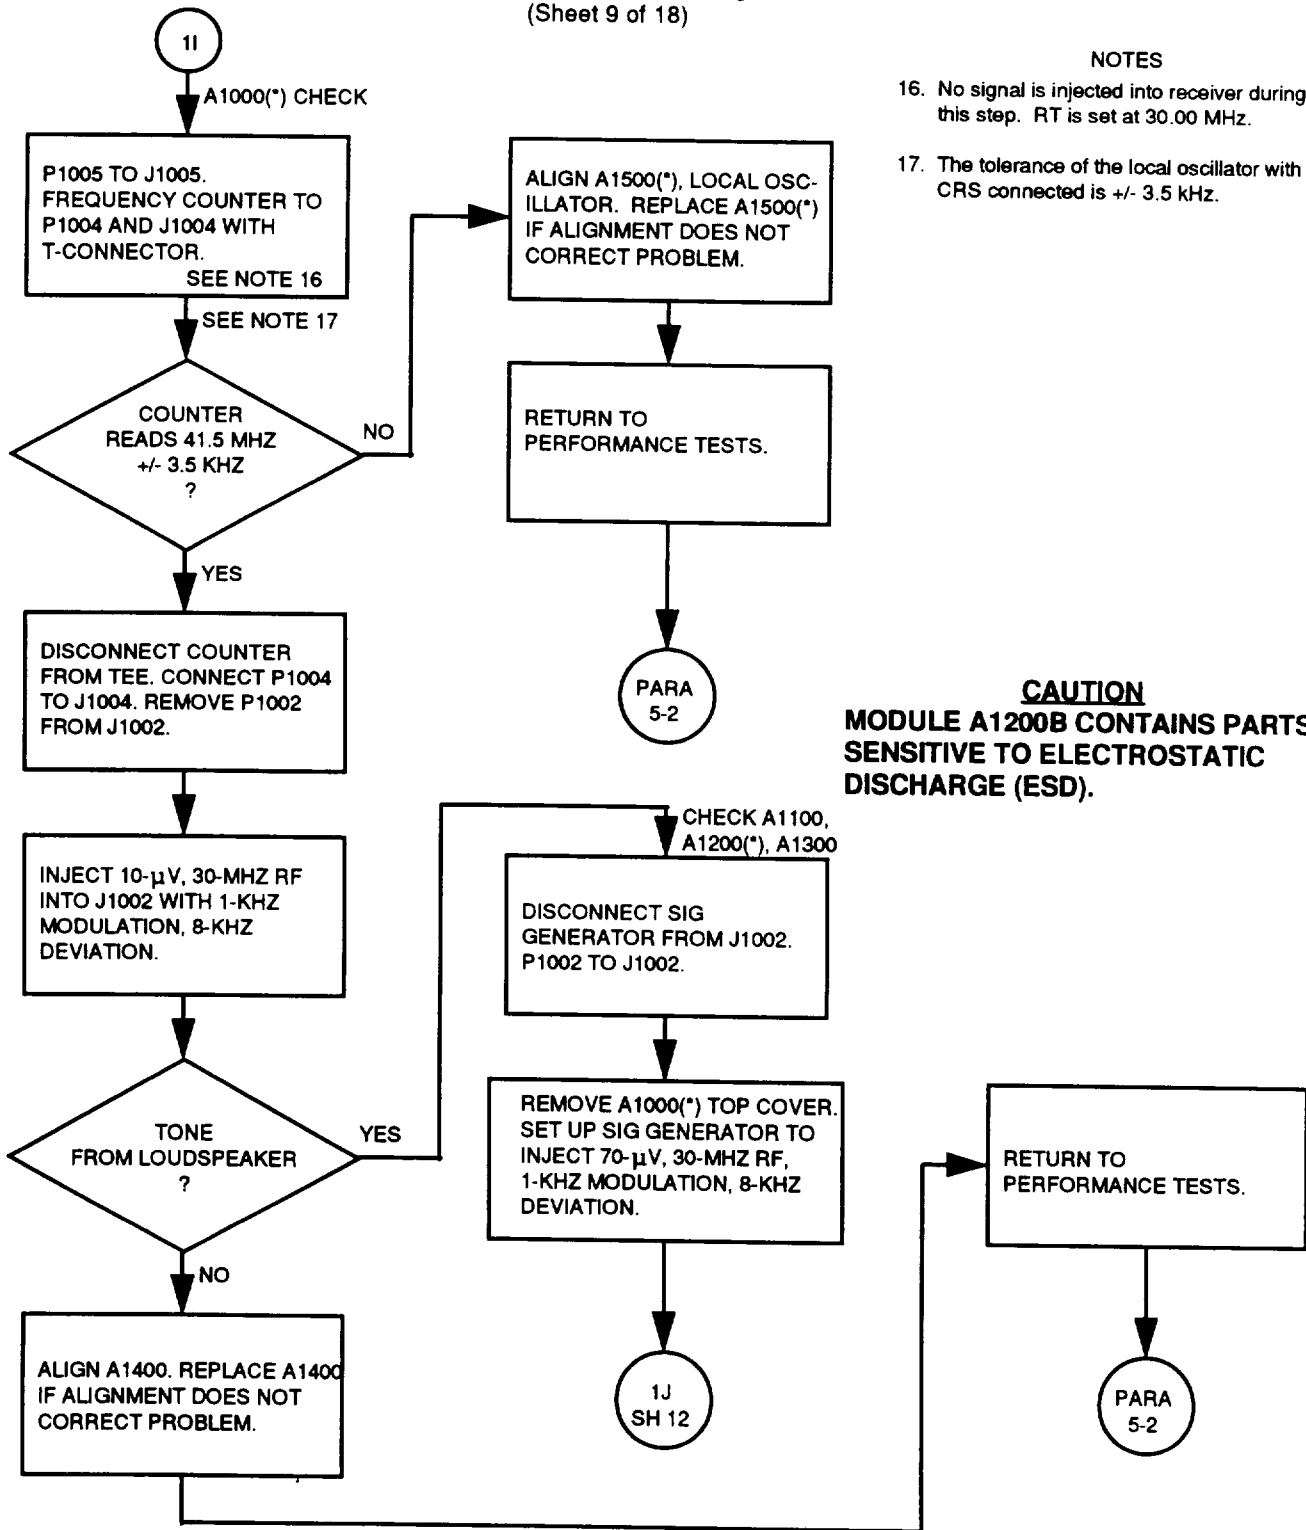 (Sheet 9 of 18)
1I
A1000(*) CHECK
P1005 TO J1005.
FREQUENCY COUNTER TO
P1004 AND J1004 WITH
T-CONNECTOR.
SEE NOTE 16
SEE NOTE 17
COUNTER
READS 41.5 MHZ
+/- 3.5 KHZ
?
NO
YES
ALIGN A1500(*), LOCAL OSC-
ILLATOR. REPLACE A1500(*)
IF ALIGNMENT DOES NOT
CORRECT PROBLEM.
RETURN TO
PERFORMANCE TESTS.
PARA
5-2
NOTES
16. No signal is injected into receiver during
this step. RT is set at 30.00 MHz.
17. The tolerance of the local oscillator with
CRS connected is +/- 3.5 kHz.
DISCONNECT COUNTER
FROM TEE. CONNECT P1004
TO J1004. REMOVE P1002
FROM J1002.
CAUTION
MODULE A1200B CONTAINS PARTS
SENSITIVE TO ELECTROSTATIC
DISCHARGE (ESD).
INJECT 10-µV, 30-MHZ RF
INTO J1002 WITH 1-KHZ
MODULATION, 8-KHZ
DEVIATION.
TONE
FROM LOUDSPEAKER
?
YES
NO
CHECK A1100,
A1200(*), A1300
DISCONNECT SIG
GENERATOR FROM J1002.
P1002 TO J1002.
REMOVE A1000(*) TOP COVER.
SET UP SIG GENERATOR TO
INJECT 70-µV, 30-MHZ RF,
1-KHZ MODULATION, 8-KHZ
DEVIATION.
1J
SH 12
ALIGN A1400. REPLACE A1400
IF ALIGNMENT DOES NOT
CORRECT PROBLEM.
RETURN TO
PERFORMANCE TESTS.
PARA
5-2